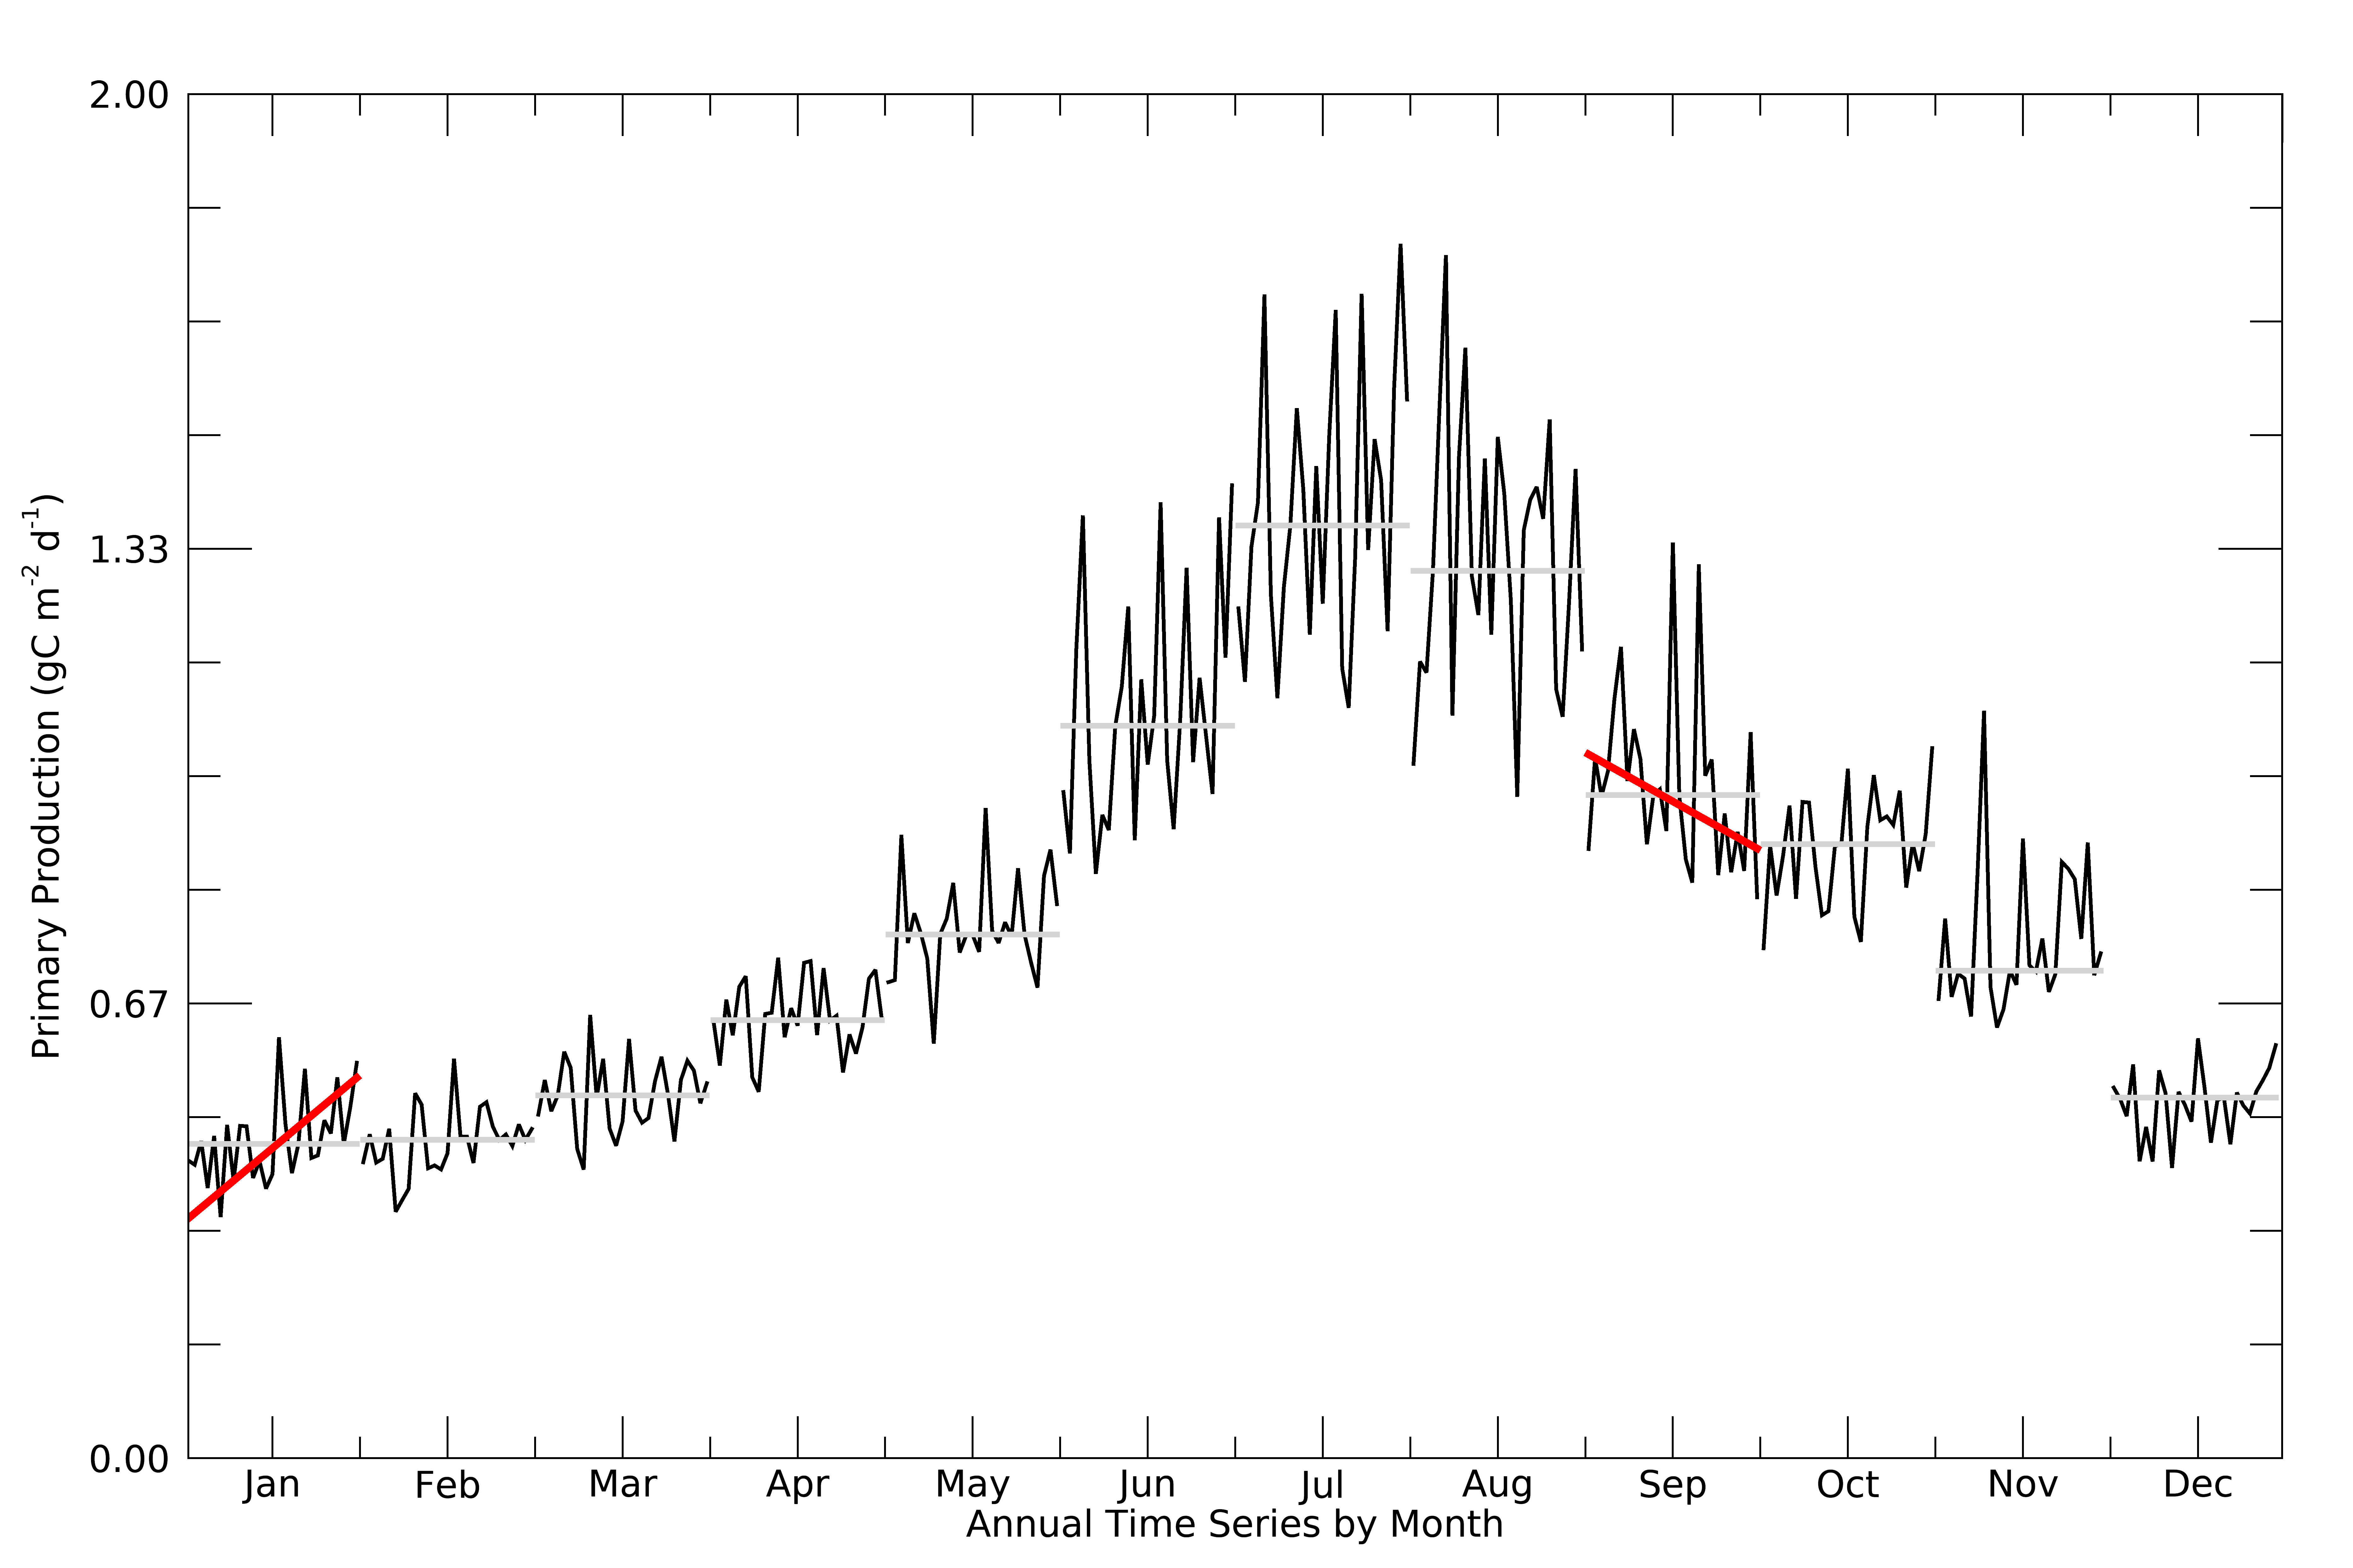 2.00
1.33
0.67
0.00
Primary Production (gC m-2 d-1)
Jan Feb Mar Apr May Jun Jul Aug Sep Oct Nov Dec
Annual Time Series by Month